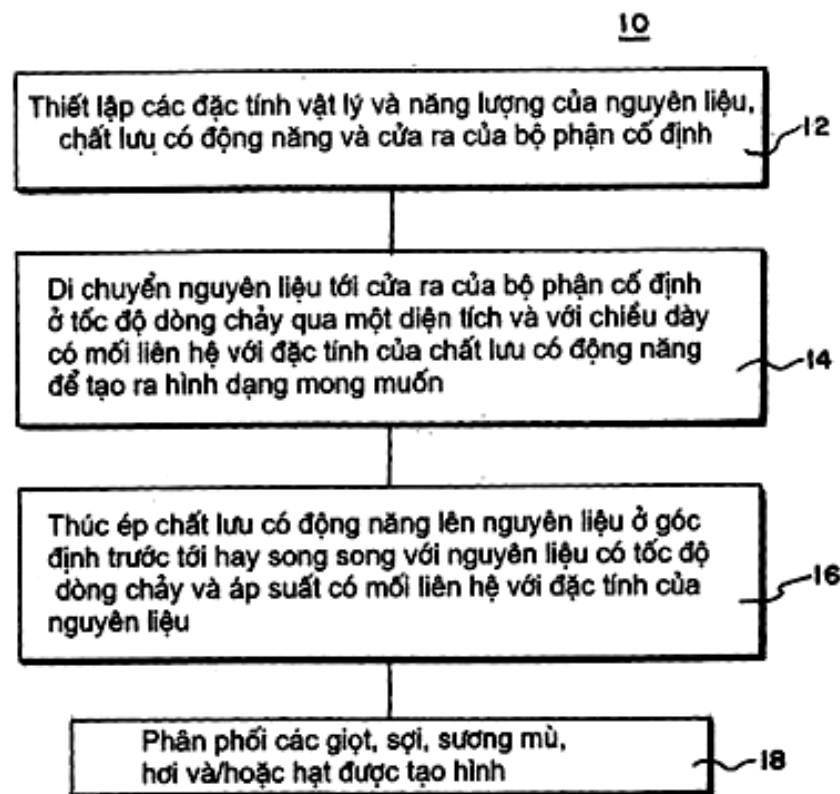 10
Thiết lập các đặc tính vật lý và năng lượng của nguyên liệu,
chất lưu có động năng và cửa ra của bộ phận cố định
12
Di chuyển nguyên liệu tới cửa ra của bộ phận cố định
ở tốc độ dòng chảy qua một diện tích và với chiều dày
có mối liên hệ với đặc tính của chất lưu có động năng
để tạo ra hình dạng mong muốn
14
Thúc ép chất lưu có động năng lên nguyên liệu ở góc
định trước tới hay song song với nguyên liệu có tốc độ
dòng chảy và áp suất có mối liên hệ với đặc tính của
nguyên liệu
16
Phân phối các giọt, sợi, sương mù,
hơi và/hoặc hạt được tạo hình
18